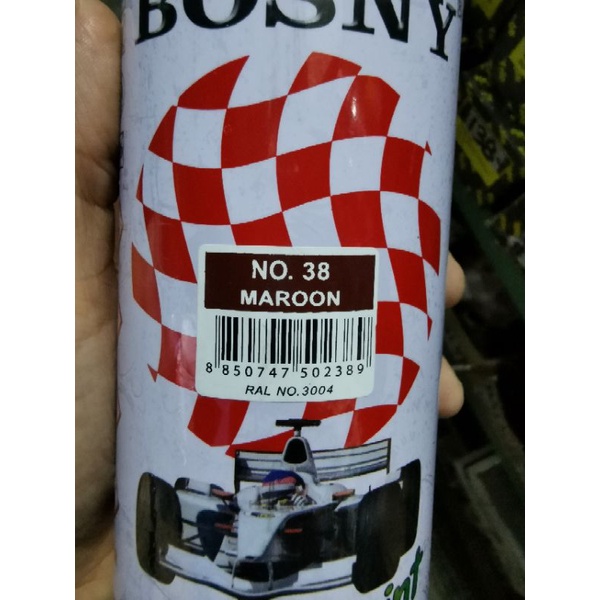 BOSNY
NO. 38
MAROON
8 850747 502389
RAL NO.3004